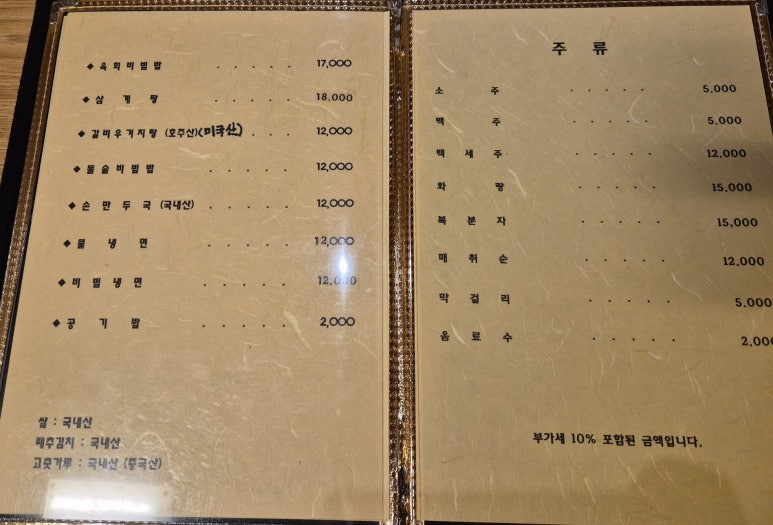 ◆ 육회비빔밥 . . . . . 17,000
◆ 삼 계 탕 . . . . . 18.000
◆ 갈비우거지탕 (호주산)(미국산) . . . 12,000
◆ 돌솥비빔밥 . . . . . 12,000
◆ 손 만 두 국 (국내산) . . . . . 12,000
◆ 물 냉 면 . . . . . 12,000
◆ 비 빔 냉 면 . . . . . 12,000
◆ 공 기 밥 . . . . . 2,000
쌀 : 국내산
배추김치 : 국내산
고춧가루 : 국내산 (중국산)
주 류
소 주 . . . . . 5.000
맥 주 . . . . . 5.000
백 세 주 . . . . . 12,000
화 랑 . . . . . 15,000
복 분 자 . . . . . 15,000
매 취 순 . . . . . 12,000
막 걸 리 . . . . . 5,000
음 료 수 . . . . . 2,000
부가세 10% 포함된 금액입니다.